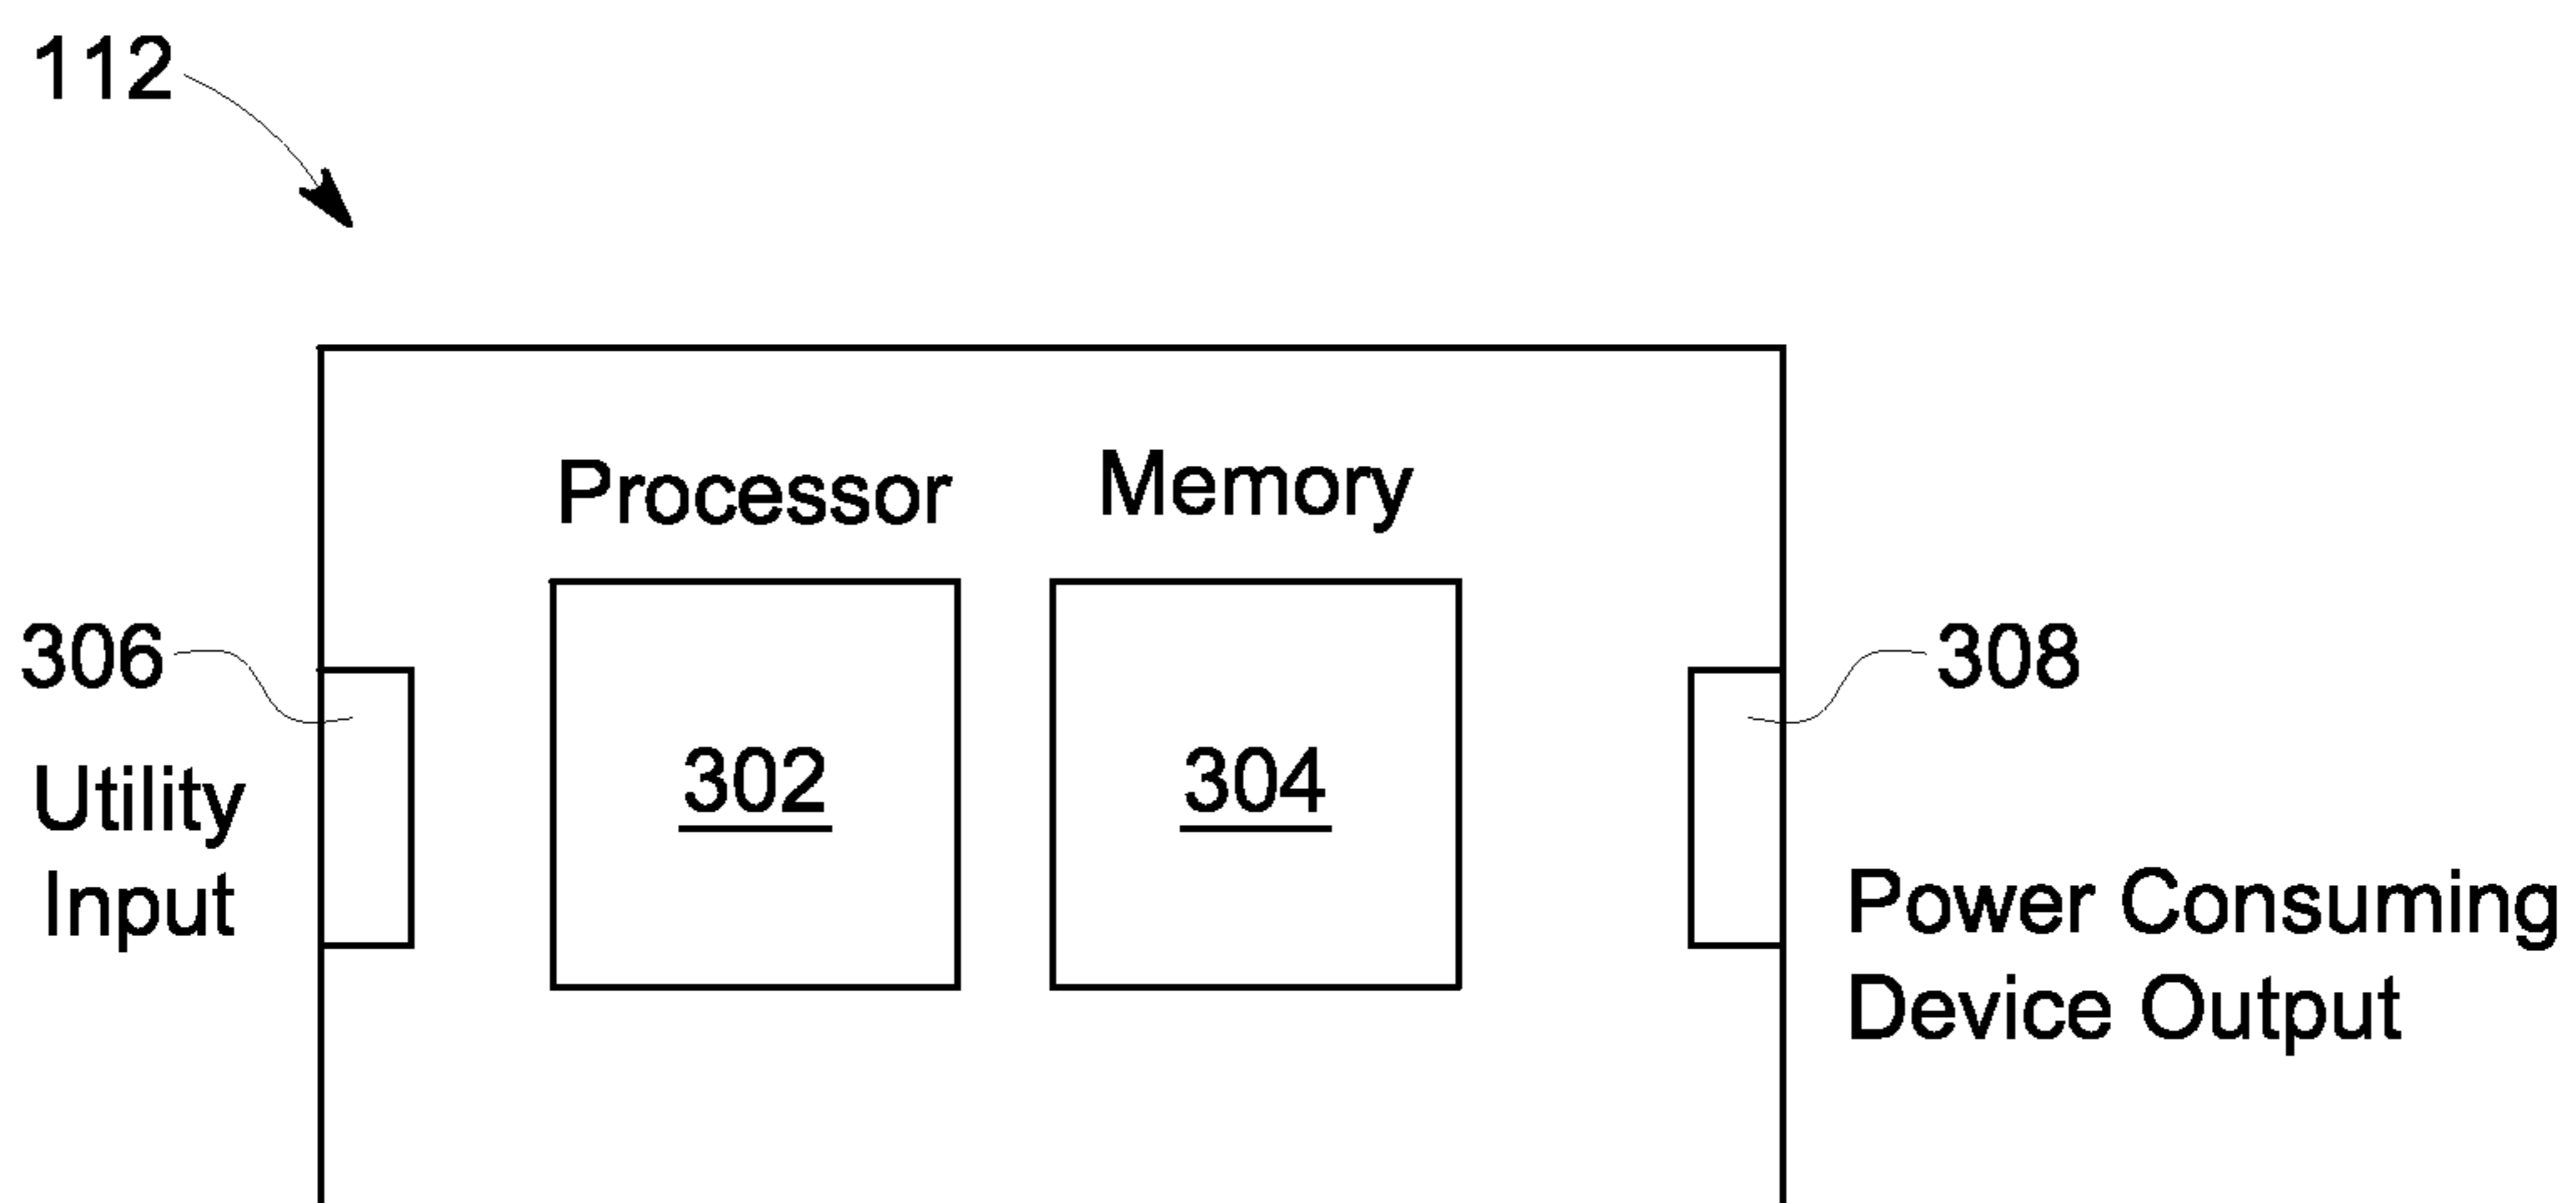 112
Processor
Memory
306
308
302
304
Utility
Input
Power Consuming
Device Output